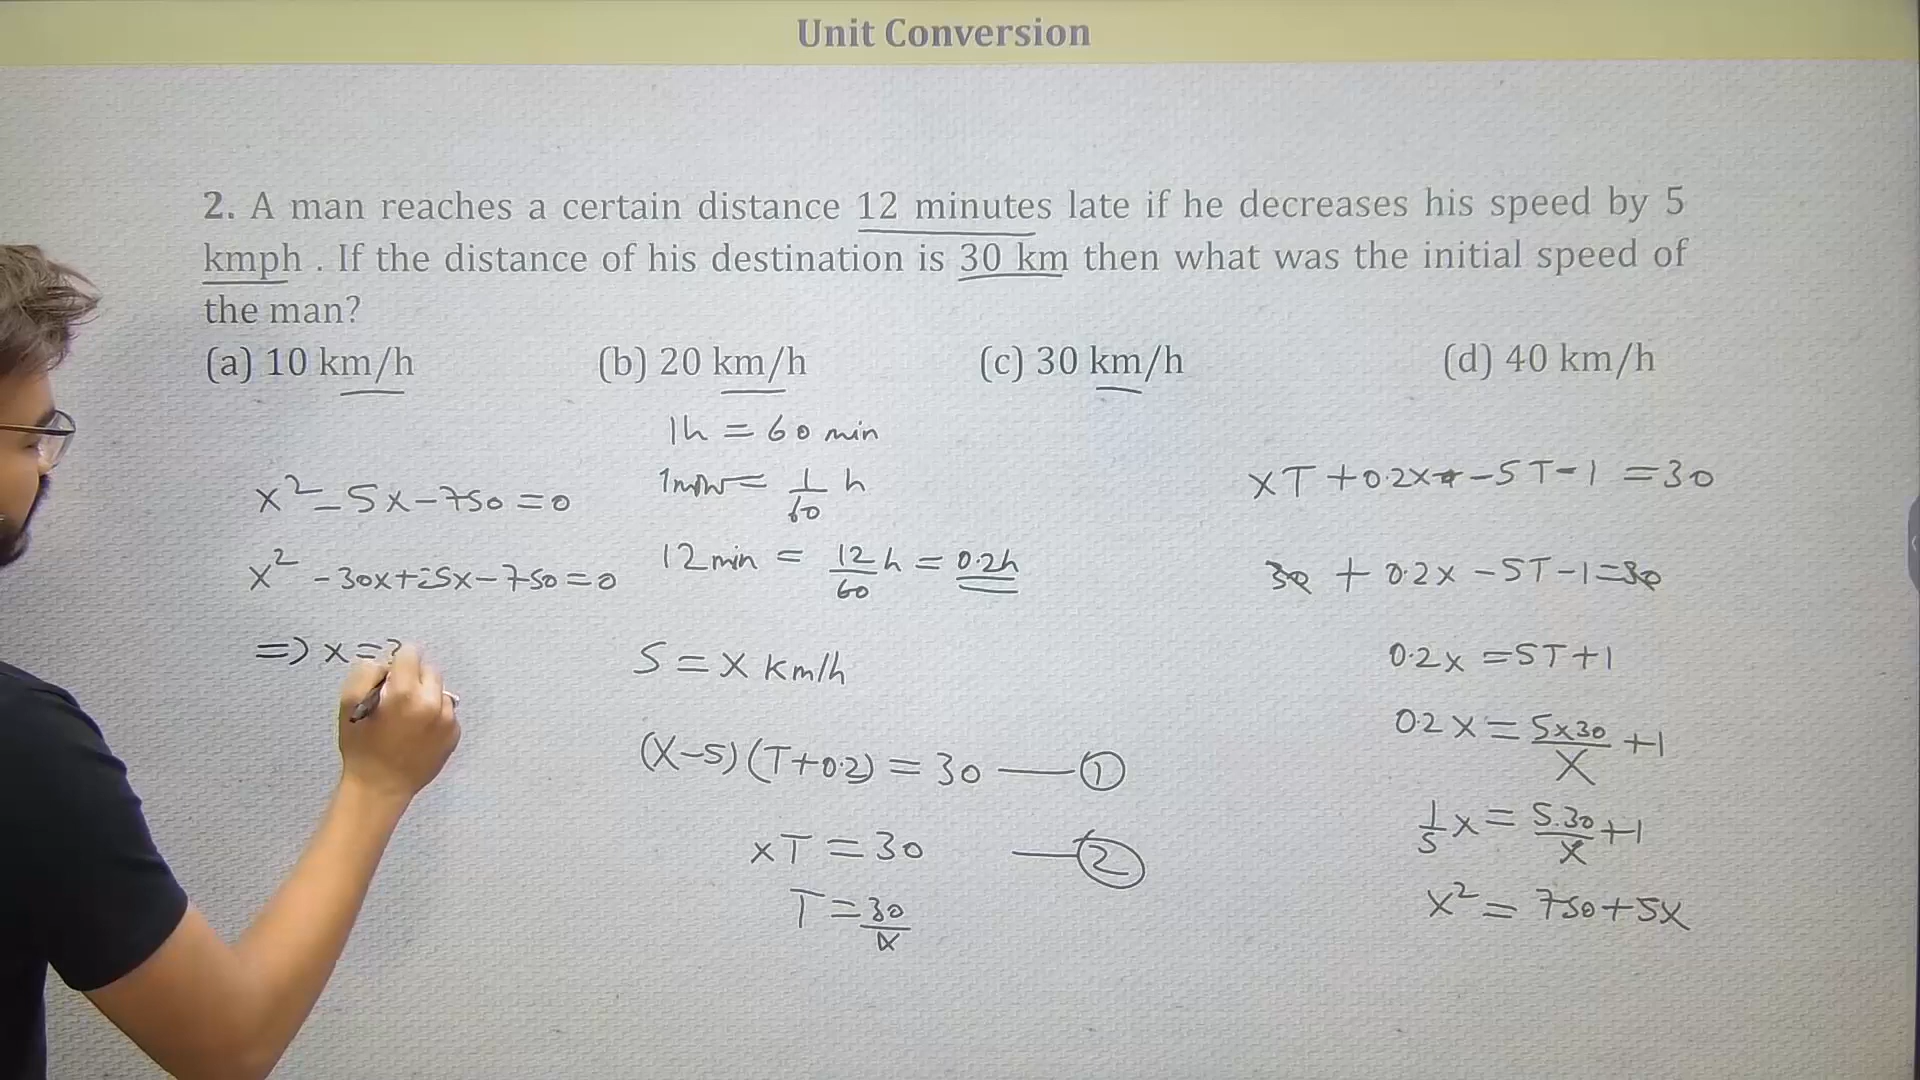 Unit Conversion
2. A man reaches a certain distance 12 minutes late if he decreases his speed by 5
kmph . If the distance of his destination is 30 km then what was the initial speed of
the man?
(a) 10 km/h (b) 20 km/h (c) 30 km/h (d) 40 km/h
x² - 5x - 750 = 0
x² - 30x + 25x - 750 = 0
=> x =
1h = 60 min
1min = 1/60 h
12 min = 12/60 h = 0.2h
S = x km/h
(x-5)(T+0.2) = 30 — ①
xT = 30 — ②
T = 30/x
xT + 0.2x - 5T - 1 = 30
30 + 0.2x - 5T - 1 = 30
0.2x = 5T + 1
0.2x = 5x30/x + 1
1/5 x = 5.30/x + 1
x² = 750 + 5x